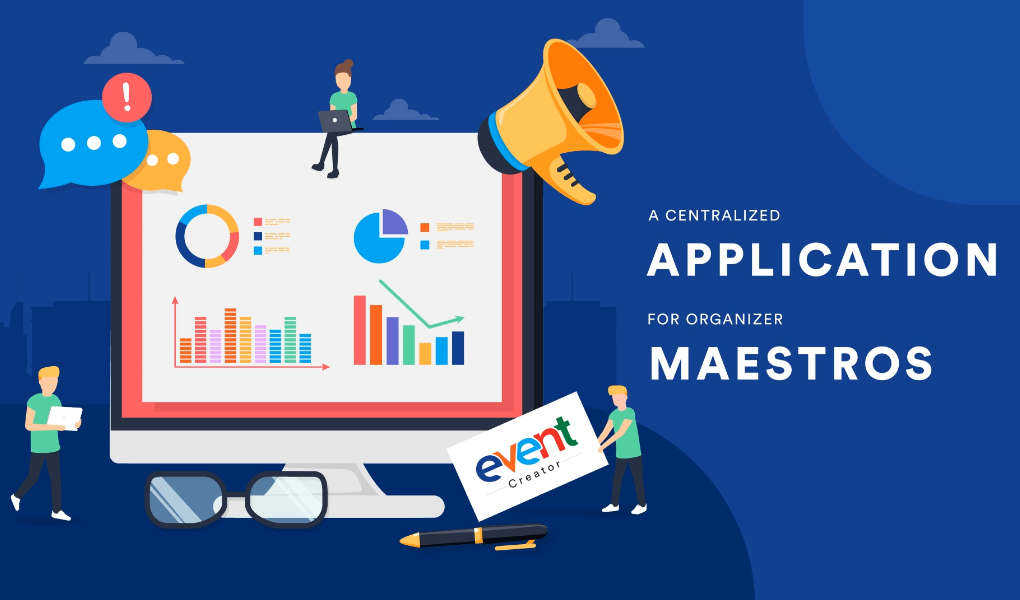 A CENTRALIZED
APPLICATION
FOR ORGANIZER
MAESTROS
event
Creator